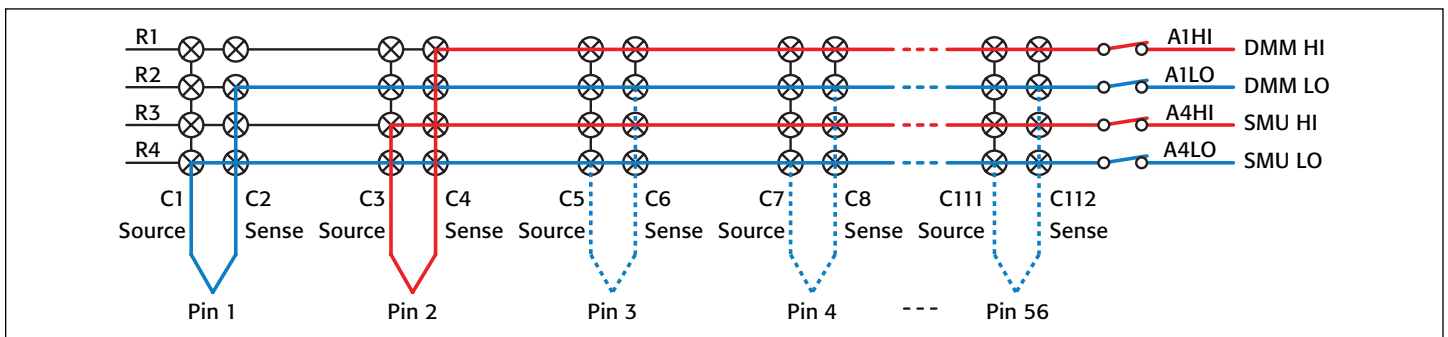 R1 A1HI DMM HI
R2 A1LO DMM LO
R3 A4HI SMU HI
R4 A4LO SMU LO
C1 C2 C3 C4 C5 C6 C7 C8 C111 C112
Source Sense Source Sense Source Sense Source Sense Source Sense
Pin 1 Pin 2 Pin 3 Pin 4 --- Pin 56